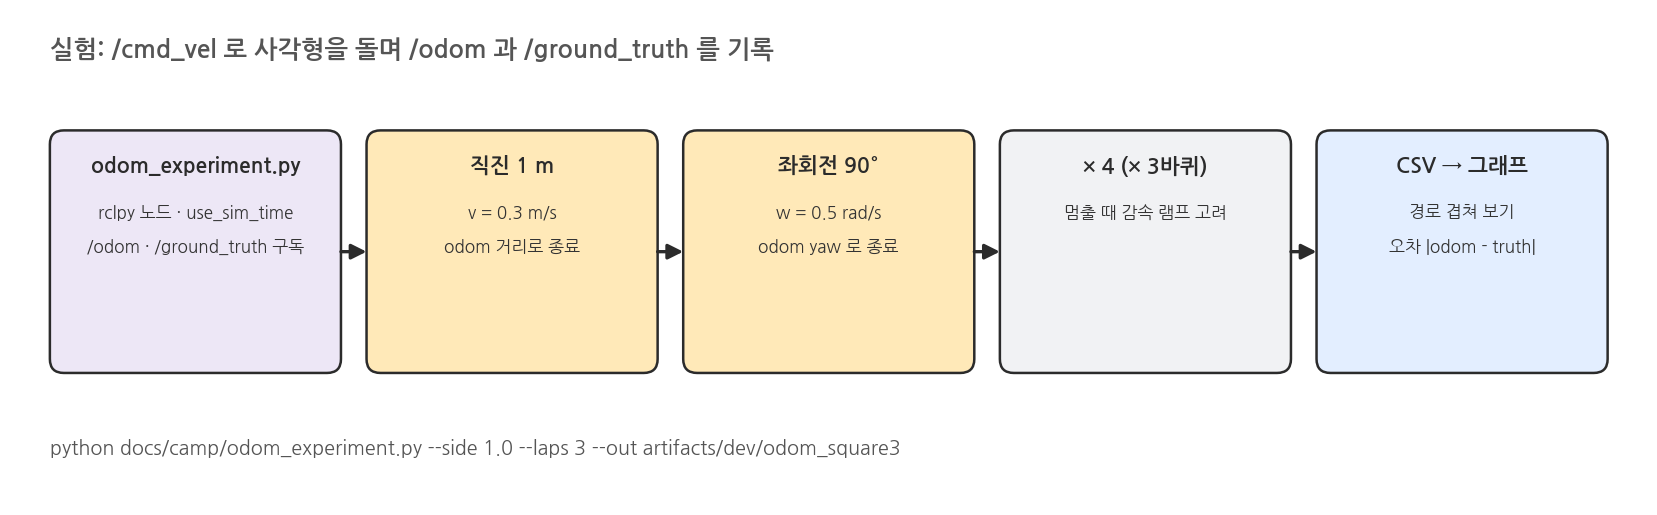 실험: /cmd_vel 로 사각형을 돌며 /odom 과 /ground_truth 를 기록
odom_experiment.py
rclpy 노드 · use_sim_time
/odom · /ground_truth 구독
직진 1 m
v = 0.3 m/s
odom 거리로 종료
좌회전 90°
w = 0.5 rad/s
odom yaw 로 종료
× 4 (× 3바퀴)
멈출 때 감속 램프 고려
CSV → 그래프
경로 겹쳐 보기
오차 |odom - truth|
python docs/camp/odom_experiment.py --side 1.0 --laps 3 --out artifacts/dev/odom_square3